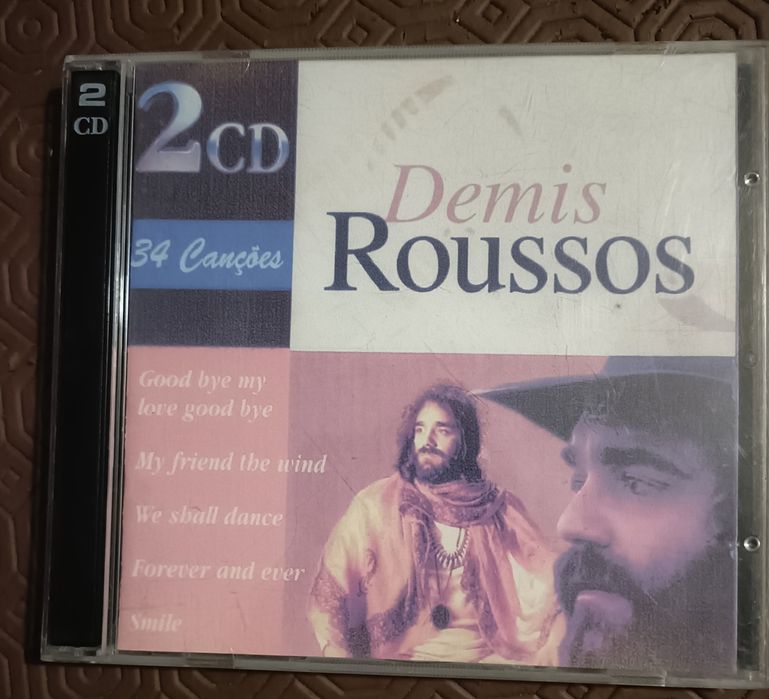 2
CD
2CD
Demis
Roussos
34 Canções
Good bye my
love good bye
My friend the wind
We shall dance
Forever and ever
Smile